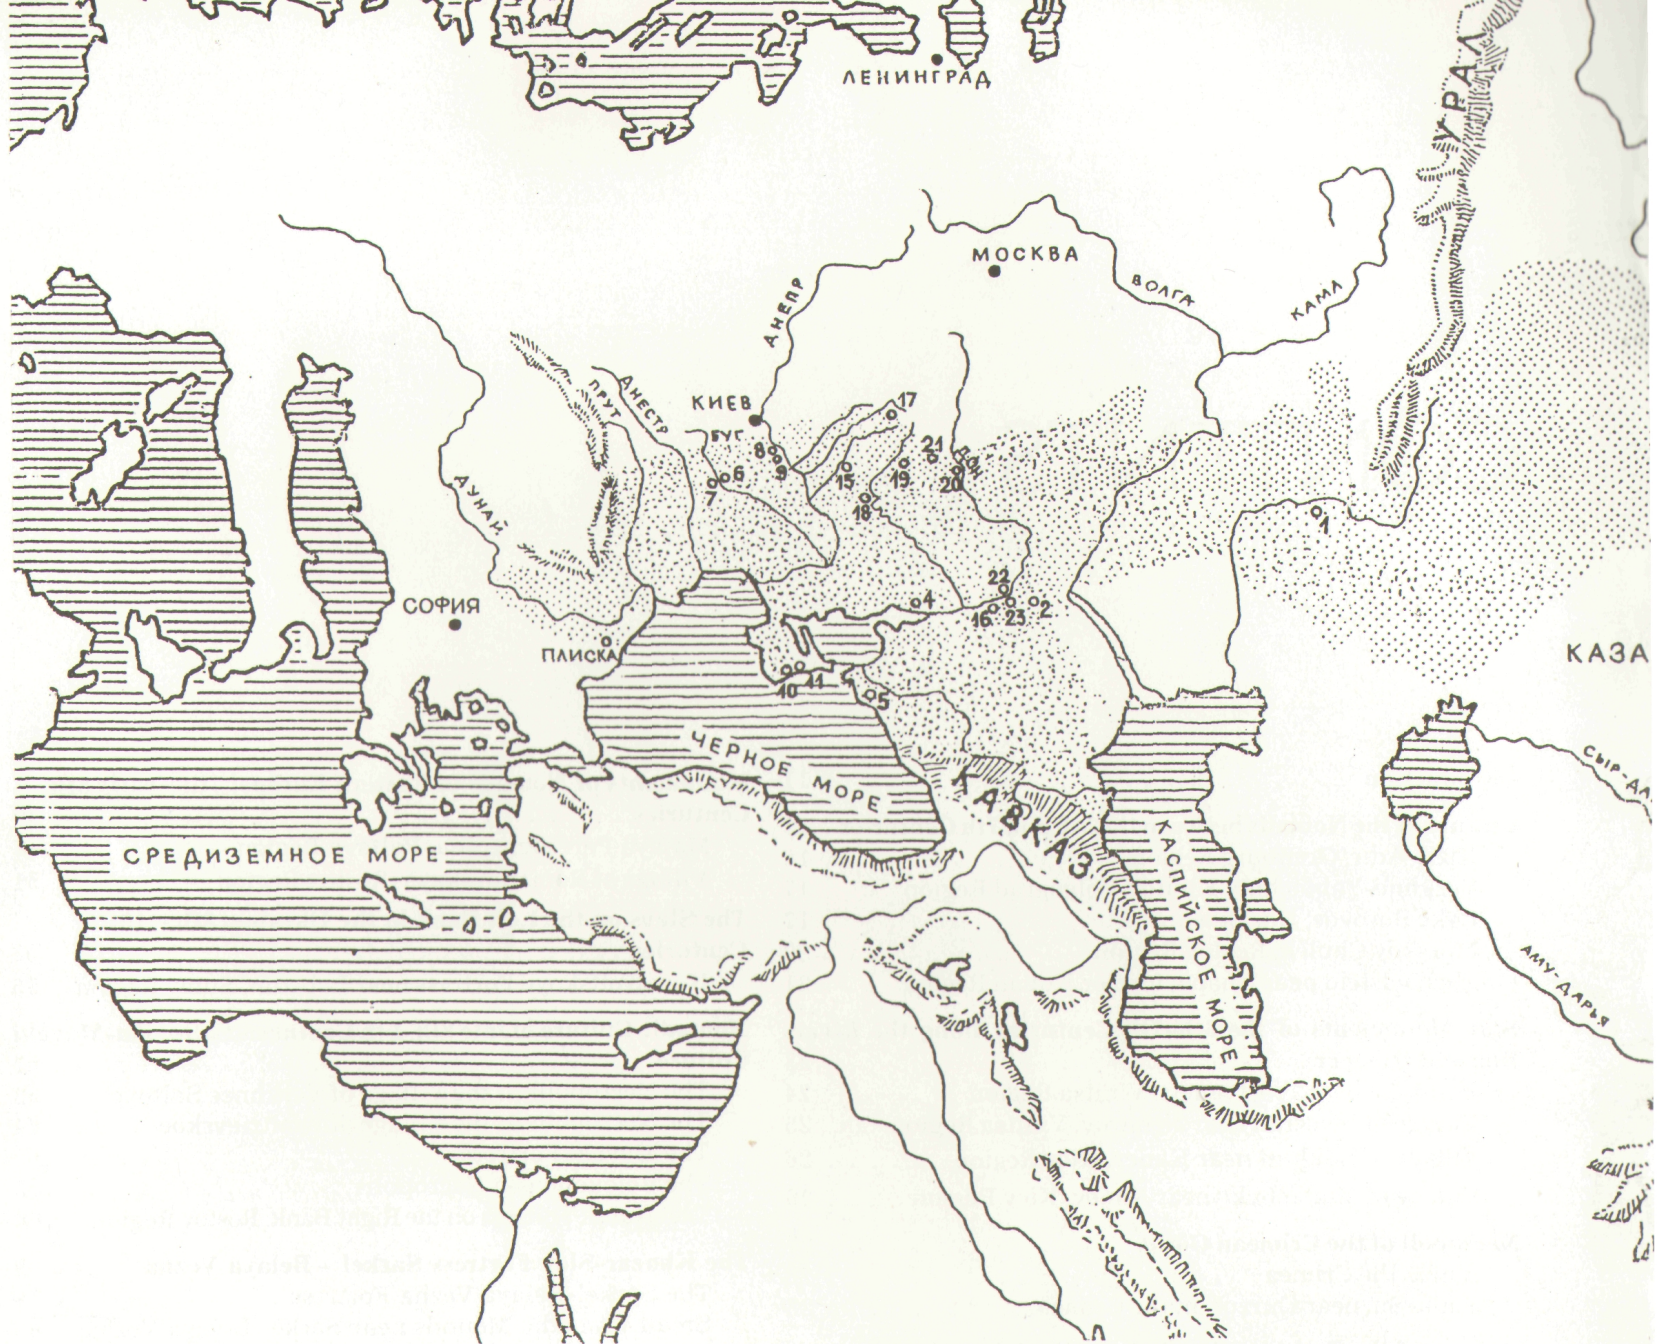 ЛЕНИНГРАД
УРАЛ
МОСКВА
ВОЛГА
КАМА
ДНЕПР
КИЕВ
ПРУТ
ДНЕСТР
БУГ
17
8
9
6
7
15
19
21
ДОН
20
18
1
ДУНАЙ
СОФИЯ
ПЛИСКА
22
4
16
23
2
10
11
5
КАЗА
ЧЕРНОЕ МОРЕ
КАВКАЗ
СЫР-ДА
СРЕДИЗЕМНОЕ МОРЕ
КАСПИЙСКОЕ МОРЕ
АМУ-ДАРЬЯ